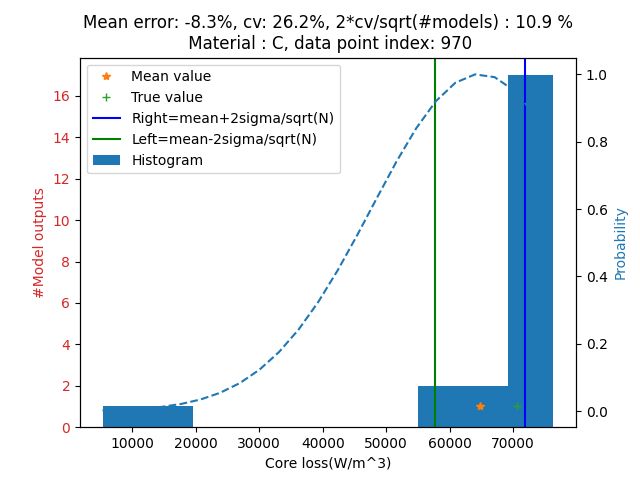 Mean error: -8.3%, cv: 26.2%, 2*cv/sqrt(#models) : 10.9 %
Material : C, data point index: 970
Mean value
True value
Right=mean+2sigma/sqrt(N)
Left=mean-2sigma/sqrt(N)
Histogram
#Model outputs
0
2
4
6
8
10
12
14
16
Probability
0.0
0.2
0.4
0.6
0.8
1.0
10000 20000 30000 40000 50000 60000 70000
Core loss(W/m^3)